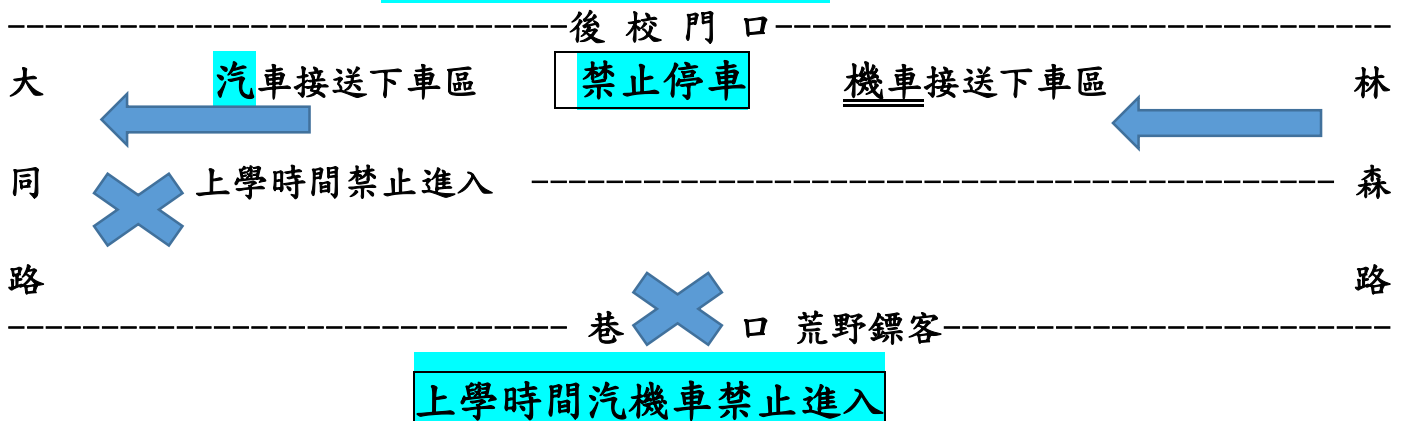 ------------------------------後 校 門 口---------------------------------
大 汽車接送下車區 禁止停車 機車接送下車區 林
同 上學時間禁止進入 ------------------------------------------- 森
路 路
------------------------------ 巷 口 荒野鏢客------------------------
上學時間汽機車禁止進入